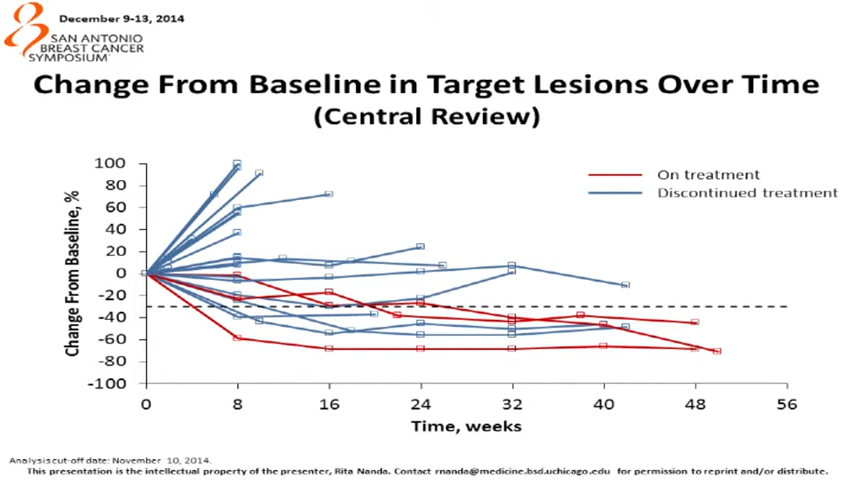 December 9-13, 2014
SAN ANTONIO
BREAST CANCER
SYMPOSIUM
Change From Baseline in Target Lesions Over Time
(Central Review)
Change From Baseline, %
100
80
60
40
20
0
-20
-40
-60
-80
-100
On treatment
Discontinued treatment
0 8 16 24 32 40 48 56
Time, weeks
Analysis cut-off date: November 10, 2014.
This presentation is the intellectual property of the presenter, Rita Nanda. Contact rnanda@medicine.bsd.uchicago.edu for permission to reprint and/or distribute.